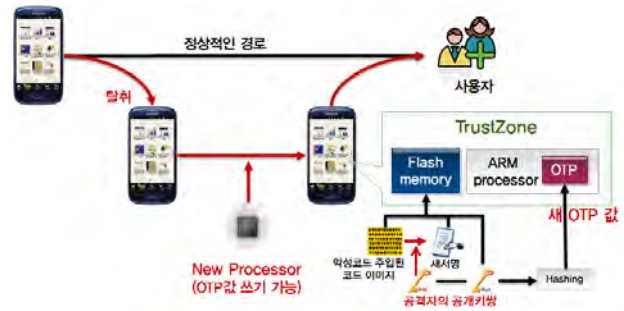 정상적인 경로
사용자
탈취
TrustZone
Flash
memory
ARM
processor
OTP
새 OTP 값
New Processor
(OTP값 쓰기 가능)
악성코드 주입된
코드 이미지
새서명
Hashing
공격자의 공개키쌍